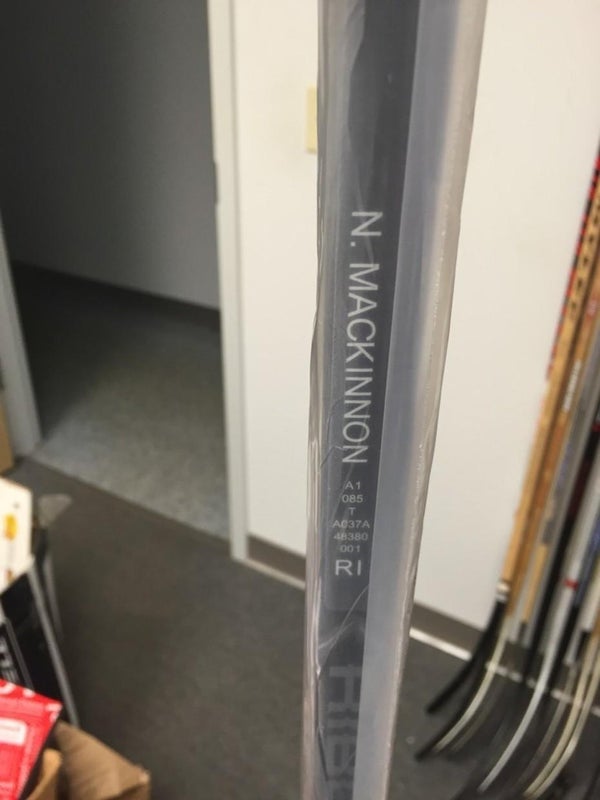 N. MACKINNON
A1
085
T
A037A
48380
001
RI